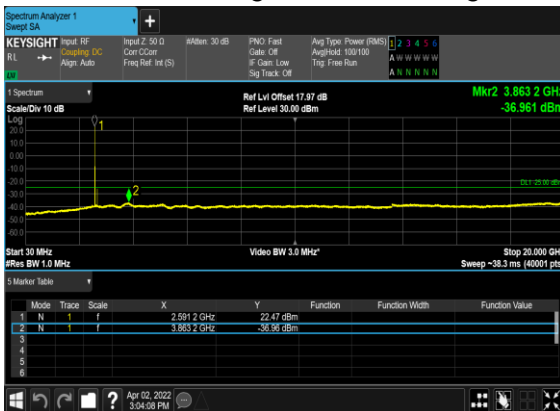 Spectrum Analyzer 1
Swept SA
KEYSIGHT
RL
Input: RF
Coupling: DC
Align: Auto
Input Z: 50 Ω
Corr CCorr
Freq Ref: Int (S)
#Atten: 30 dB
PNO: Fast
Gate: Off
IF Gain: Low
Sig Track: Off
Avg Type: Power (RMS)
Avg|Hold: 100/100
Trig: Free Run
1 2 3 4 5 6
A W W W W W
A N N N N N
LV
1 Spectrum
Scale/Div 10 dB
Ref Lvl Offset 17.97 dB
Ref Level 30.00 dBm
Mkr2 3.863 2 GHz
-36.961 dBm
Log
20.0
10.0
0.00
-10.0
-20.0
-30.0
-40.0
-50.0
-60.0
1
2
DL1 -25.00 dBm
Start 30 MHz
#Res BW 1.0 MHz
Video BW 3.0 MHz*
Stop 20.000 GH
Sweep ~38.3 ms (40001 pts
5 Marker Table
Mode Trace Scale X Y Function Function Width Function Value
1 N 1 f 2.591 2 GHz 22.47 dBm
2 N 1 f 3.863 2 GHz -36.96 dBm
3
4
5
6
?
Apr 02, 2022
3:04:08 PM